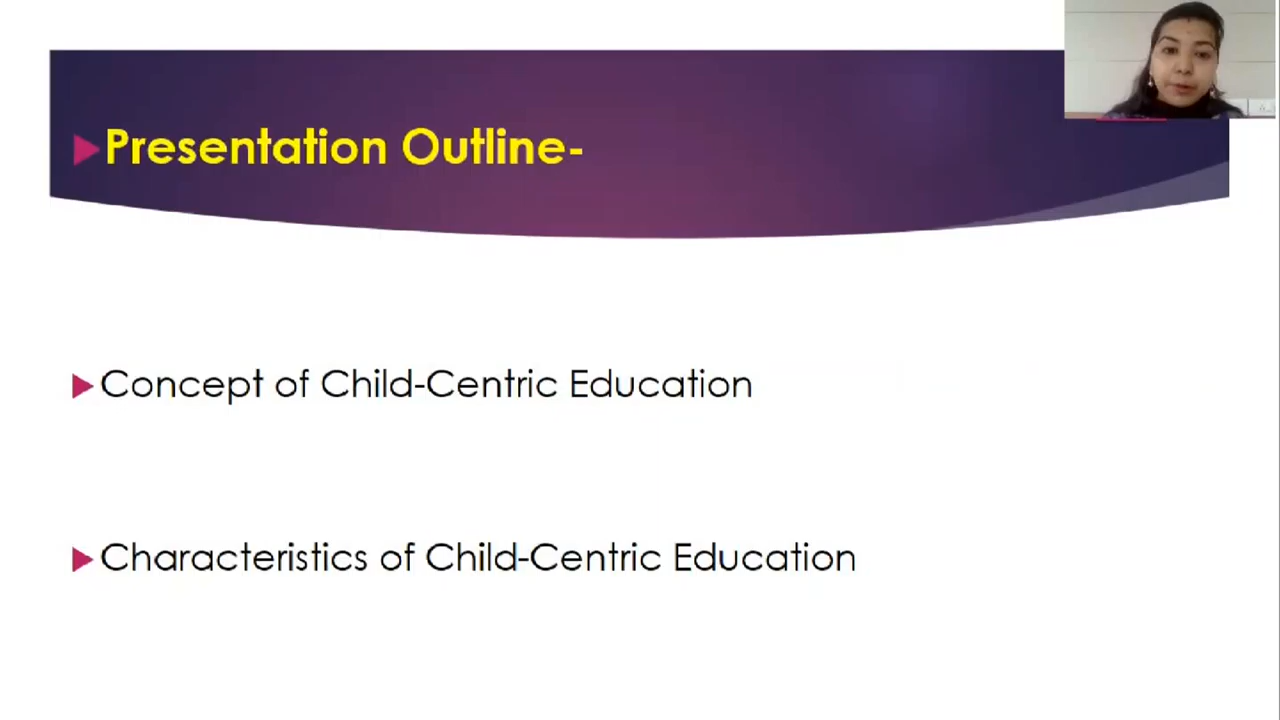 Presentation Outline-
Concept of Child-Centric Education
Characteristics of Child-Centric Education